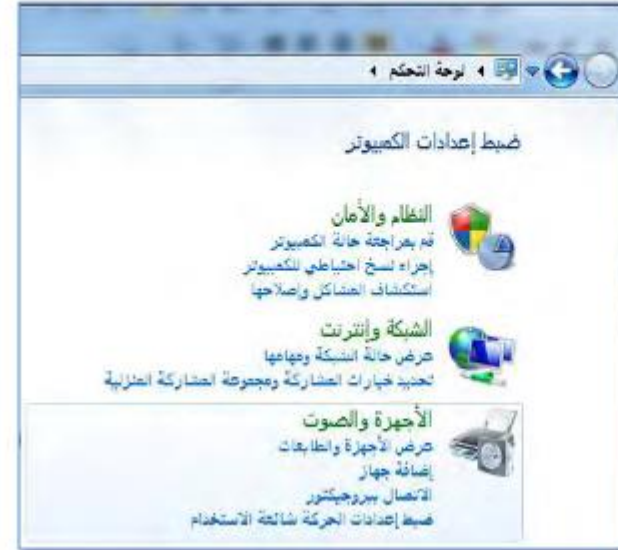 لوحة التحكم
ضبط إعدادات الكمبيوتر
النظام والأمان
قم بمراجعة حالة الكمبيوتر
إجراء نسخ احتياطي للكمبيوتر
استكشاف المشاكل وإصلاحها
الشبكة وإنترنت
عرض حالة الشبكة ومهامها
تحديد خيارات المشاركة ومجموعة المشاركة المنزلية
الأجهزة والصوت
عرض الأجهزة والطابعات
إضافة جهاز
الاتصال ببروجيكتور
ضبط إعدادات الحركة شائعة الاستخدام